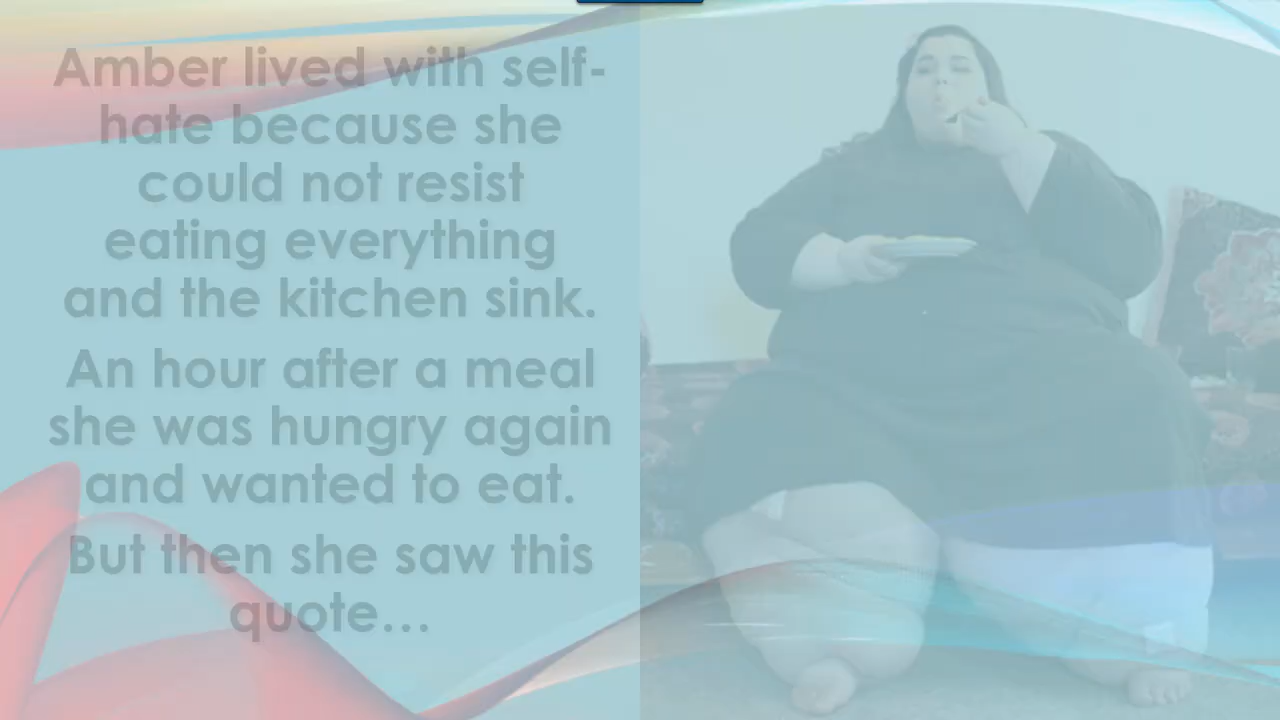 Amber lived with self-
hate because she
could not resist
eating everything
and the kitchen sink.
An hour after a meal
she was hungry again
and wanted to eat.
But then she saw this
quote…